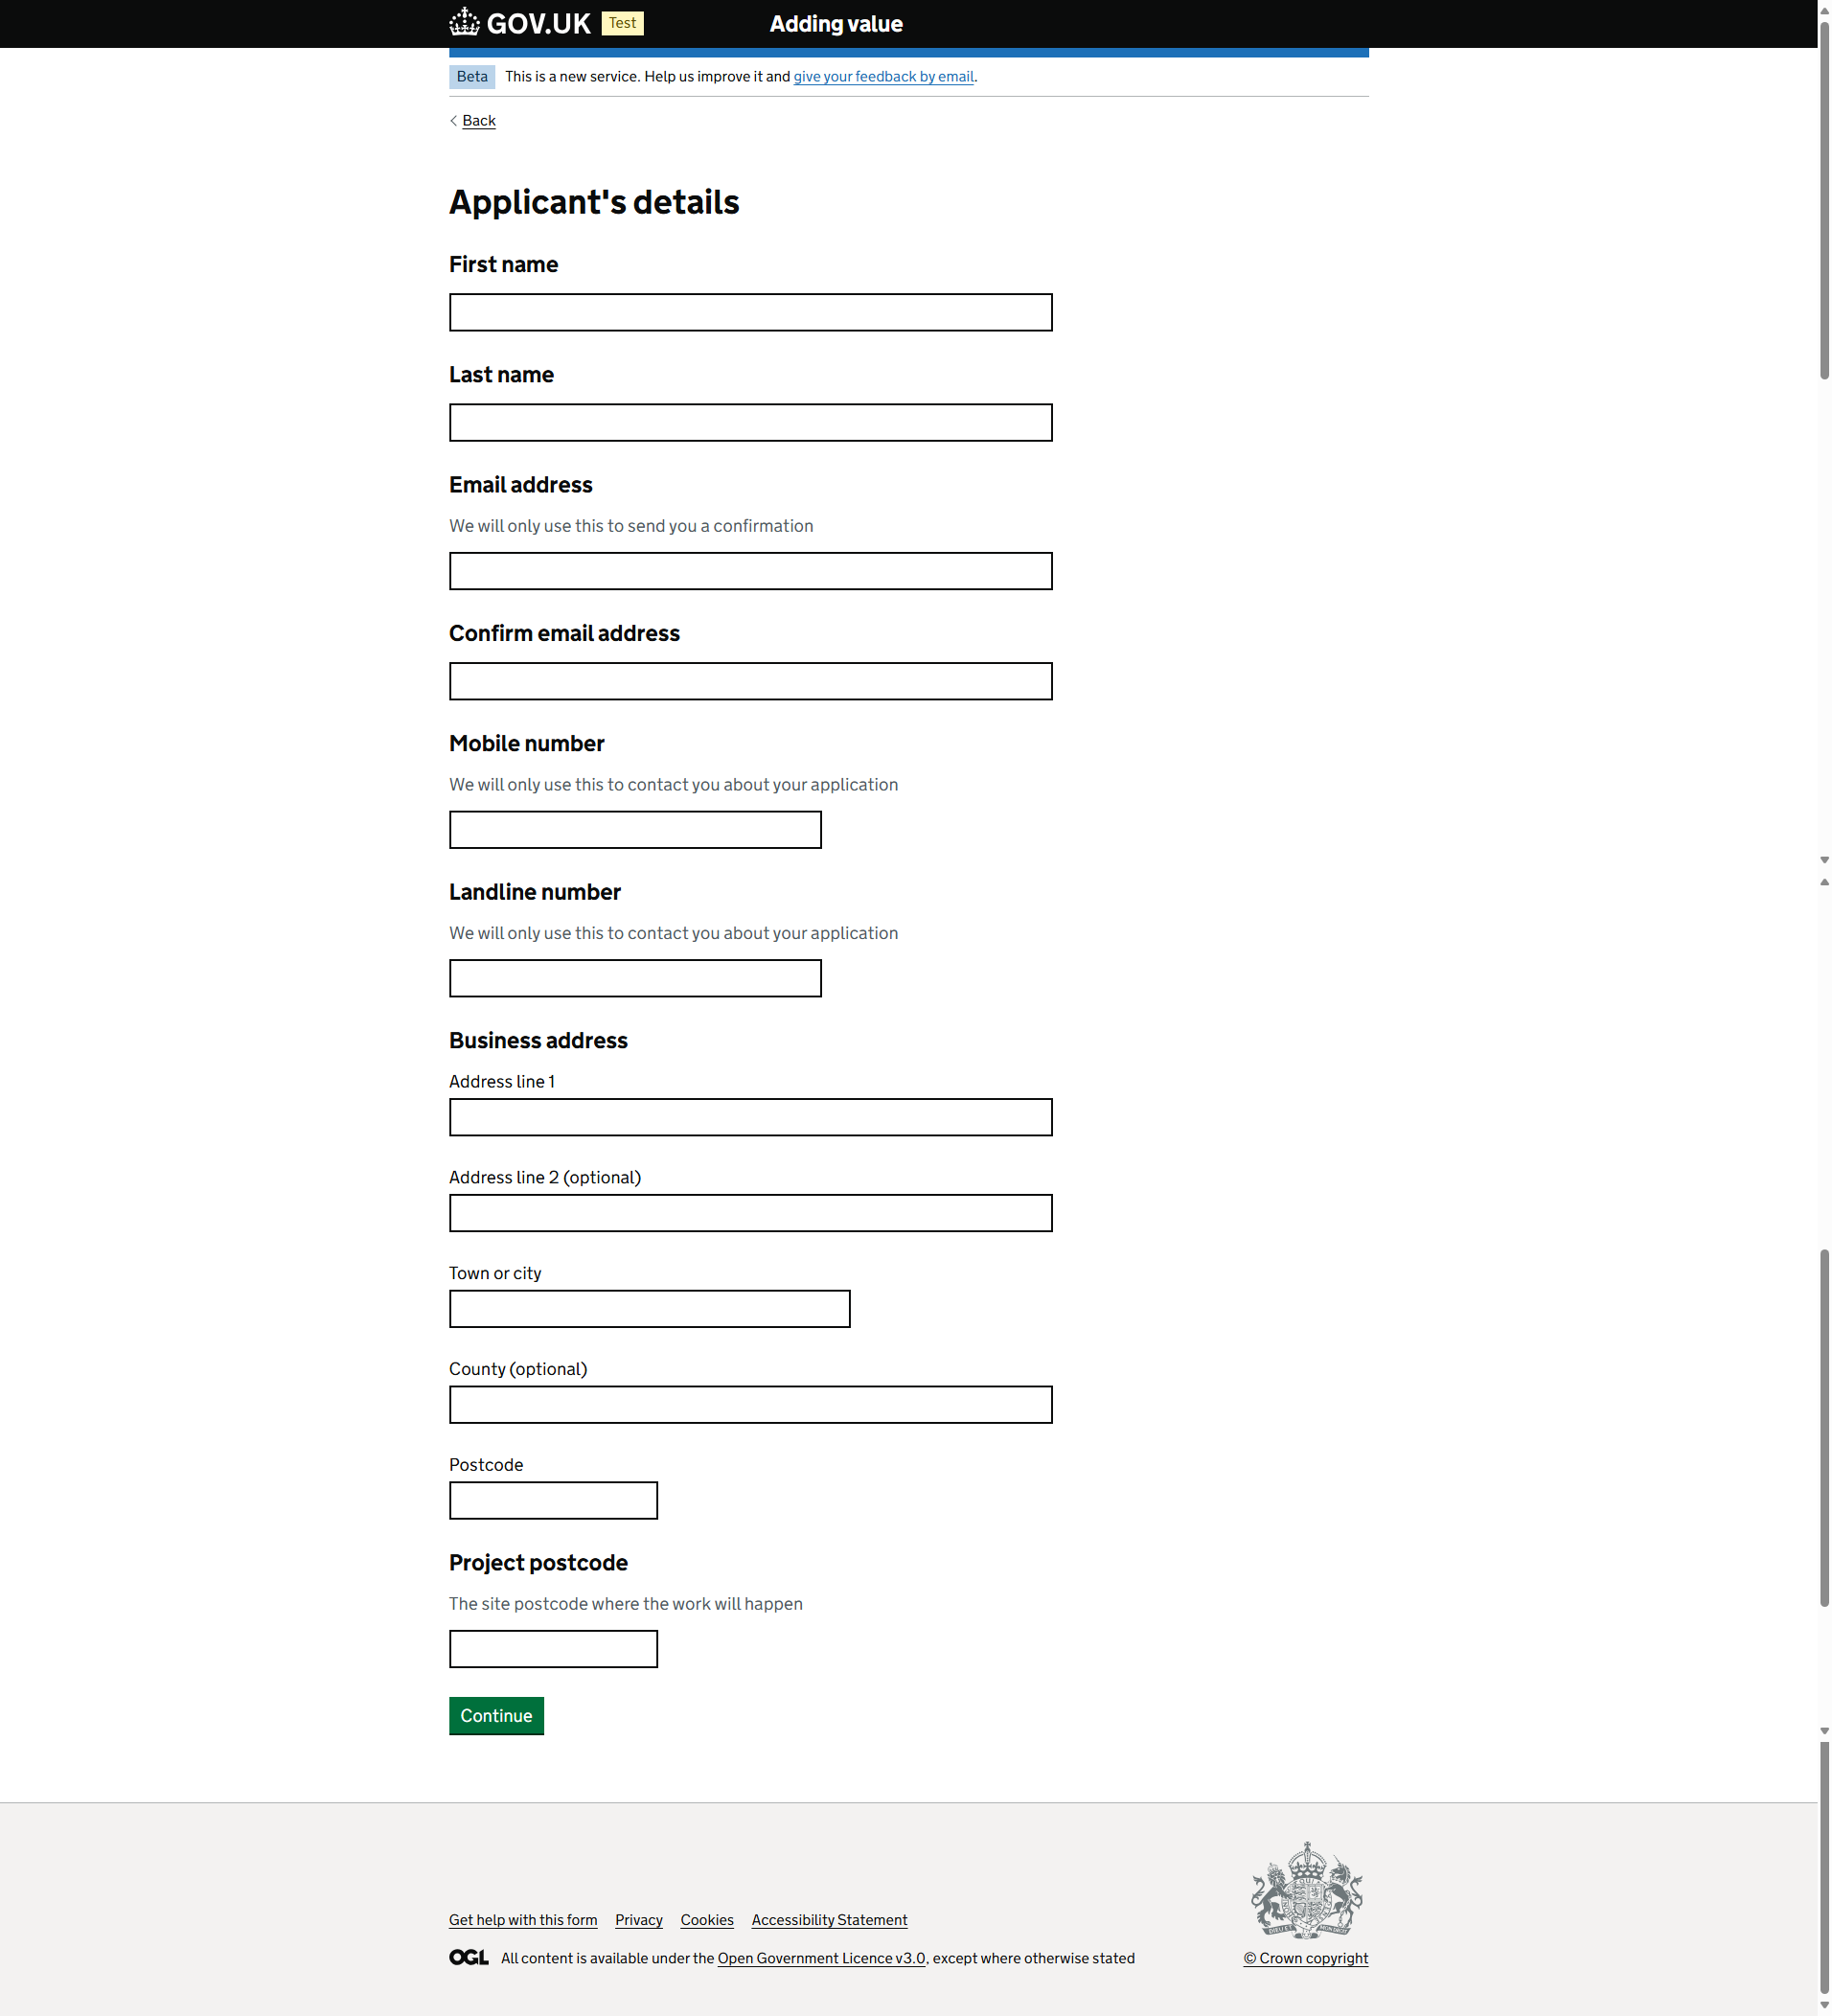 GOV.UK Test Adding value
Beta This is a new service. Help us improve it and give your feedback by email.
Back
Applicant's details
First name
Last name
Email address
We will only use this to send you a confirmation
Confirm email address
Mobile number
We will only use this to contact you about your application
Landline number
We will only use this to contact you about your application
Business address
Address line 1
Address line 2 (optional)
Town or city
County (optional)
Postcode
Project postcode
The site postcode where the work will happen
Continue
Get help with this form Privacy Cookies Accessibility Statement
OGL All content is available under the Open Government Licence v3.0, except where otherwise stated
© Crown copyright